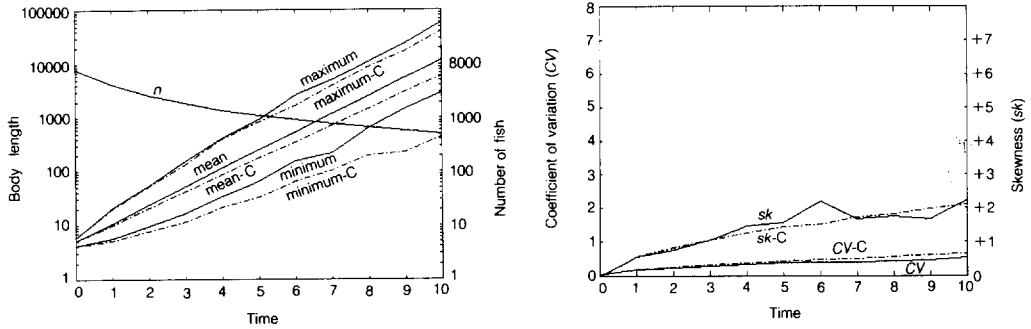 100000
10000
1000
100
10
1
Body length
n
maximum
maximum-C
mean
mean-C
minimum
minimum-C
8000
1000
100
10
1
Number of fish
0 1 2 3 4 5 6 7 8 9 10
Time
8
7
6
5
4
3
2
1
0
Coefficient of variation (CV)
sk
sk-C
CV-C
CV
+7
+6
+5
+4
+3
+2
+1
0
Skewness (sk)
0 1 2 3 4 5 6 7 8 9 10
Time